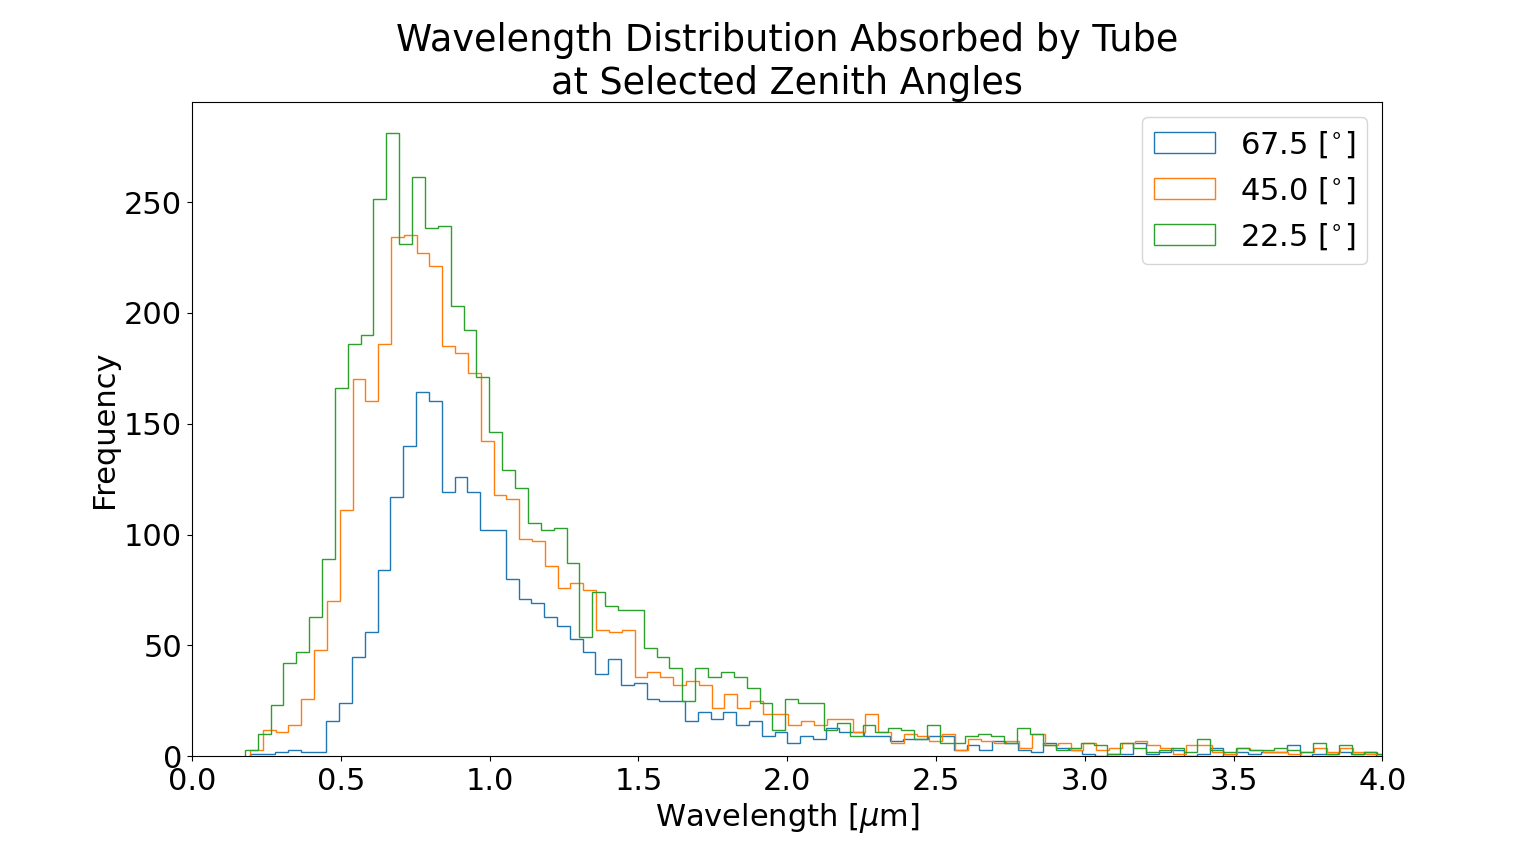 Wavelength Distribution Absorbed by Tube
at Selected Zenith Angles
67.5 [°]
45.0 [°]
22.5 [°]
Frequency
250
200
150
100
50
0
0.0 0.5 1.0 1.5 2.0 2.5 3.0 3.5 4.0
Wavelength [μm]